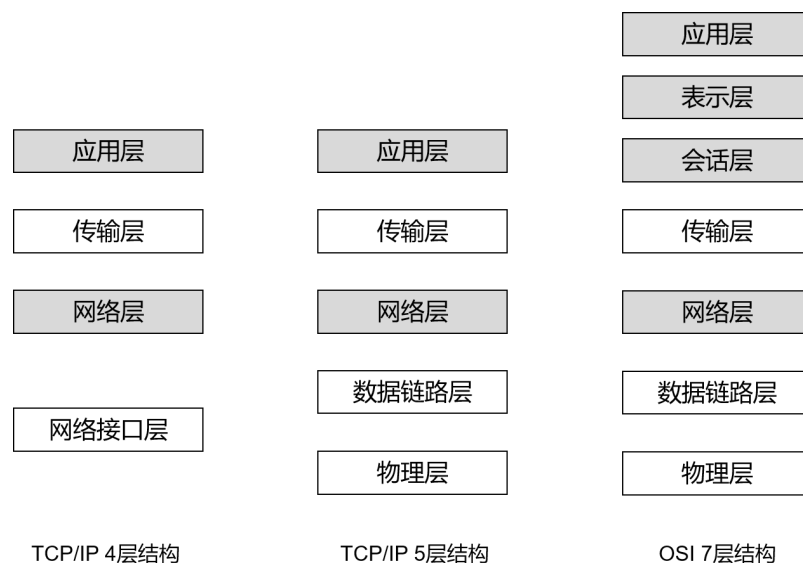 应用层
传输层
网络层
网络接口层
TCP/IP 4层结构
应用层
传输层
网络层
数据链路层
物理层
TCP/IP 5层结构
应用层
表示层
会话层
传输层
网络层
数据链路层
物理层
OSI 7层结构